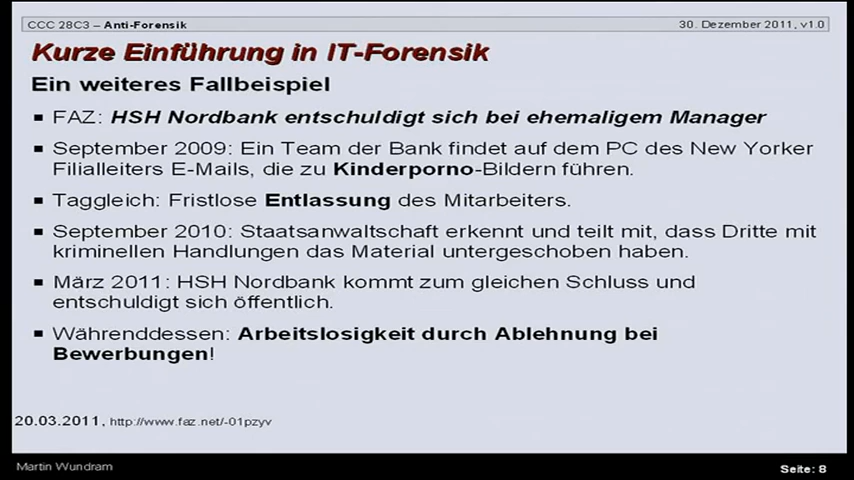 CCC 28C3 – Anti-Forensik
30. Dezember 2011, v1.0
Kurze Einführung in IT-Forensik
Ein weiteres Fallbeispiel
▪ FAZ: HSH Nordbank entschuldigt sich bei ehemaligem Manager
▪ September 2009: Ein Team der Bank findet auf dem PC des New Yorker
Filialleiters E-Mails, die zu Kinderporno-Bildern führen.
▪ Taggleich: Fristlose Entlassung des Mitarbeiters.
▪ September 2010: Staatsanwaltschaft erkennt und teilt mit, dass Dritte mit
kriminellen Handlungen das Material untergeschoben haben.
▪ März 2011: HSH Nordbank kommt zum gleichen Schluss und
entschuldigt sich öffentlich.
▪ Währenddessen: Arbeitslosigkeit durch Ablehnung bei
Bewerbungen!
20.03.2011, http://www.faz.net/-01pzyv
Martin Wundram
Seite: 8